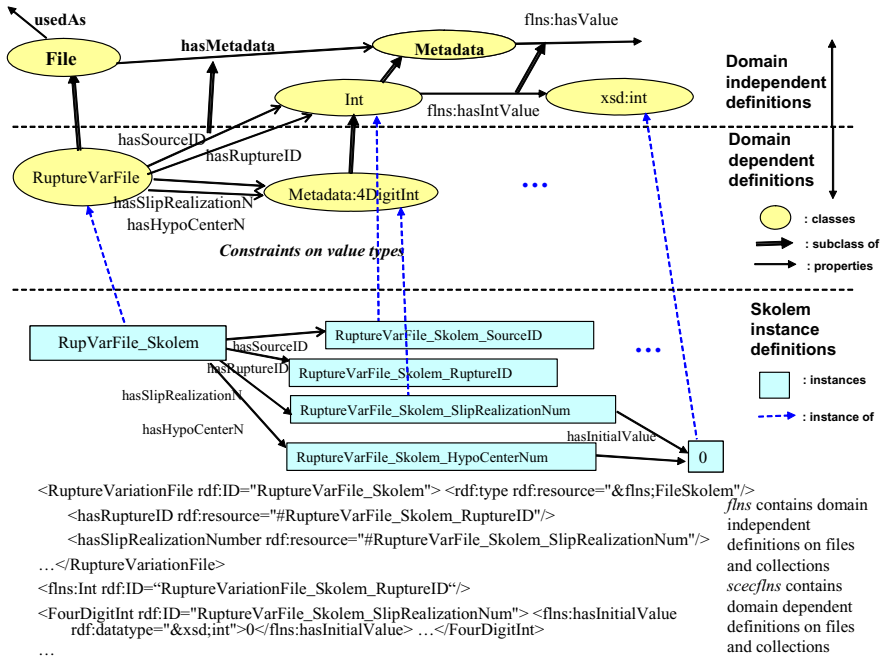 usedAs
flns:hasValue
hasMetadata
Metadata
File
Domain
independent
definitions
Int
xsd:int
flns:hasIntValue
hasSourceID
Domain
dependent
definitions
hasRuptureID
RuptureVarFile
Metadata:4DigitInt
...
hasSlipRealizationN
hasHypoCenterN
: classes
: subclass of
Constraints on value types
: properties
Skolem
instance
definitions
RupVarFile_Skolem
RuptureVarFile_Skolem_SourceID
hasSourceID
...
hasRuptureID
RuptureVarFile_Skolem_RuptureID
: instances
hasSlipRealizationN
RuptureVarFile_Skolem_SlipRealizationNum
: instance of
hasHypoCenterN
hasInitialValue
RuptureVarFile_Skolem_HypoCenterNum
0
<RuptureVariationFile rdf:ID="RuptureVarFile_Skolem"> <rdf:type rdf:resource="&flns;FileSkolem"/>
<hasRuptureID rdf:resource="#RuptureVarFile_Skolem_RuptureID"/>
<hasSlipRealizationNumber rdf:resource="#RuptureVarFile_Skolem_SlipRealizationNum"/>
…</RuptureVariationFile>
<flns:Int rdf:ID=“RuptureVariationFile_Skolem_RuptureID“/>
<FourDigitInt rdf:ID="RuptureVarFile_Skolem_SlipRealizationNum"> <flns:hasInitialValue
rdf:datatype="&xsd;int">0</flns:hasInitialValue> …</FourDigitInt>
…
flns contains domain
independent
definitions on files
and collections
scecflns contains
domain dependent
definitions on files
and collections